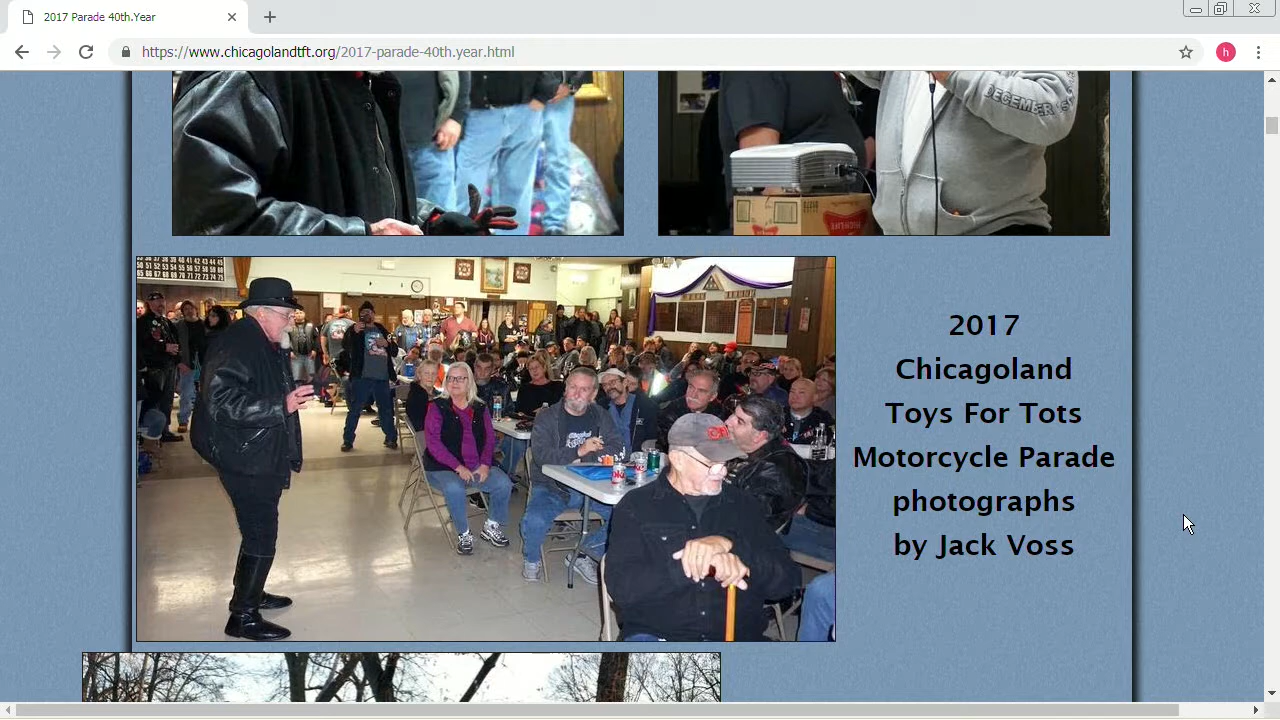 2017 Parade 40th.Year
https://www.chicagolandtft.org/2017-parade-40th.year.html
h
DECEMBER
2017
Chicagoland
Toys For Tots
Motorcycle Parade
photographs
by Jack Voss